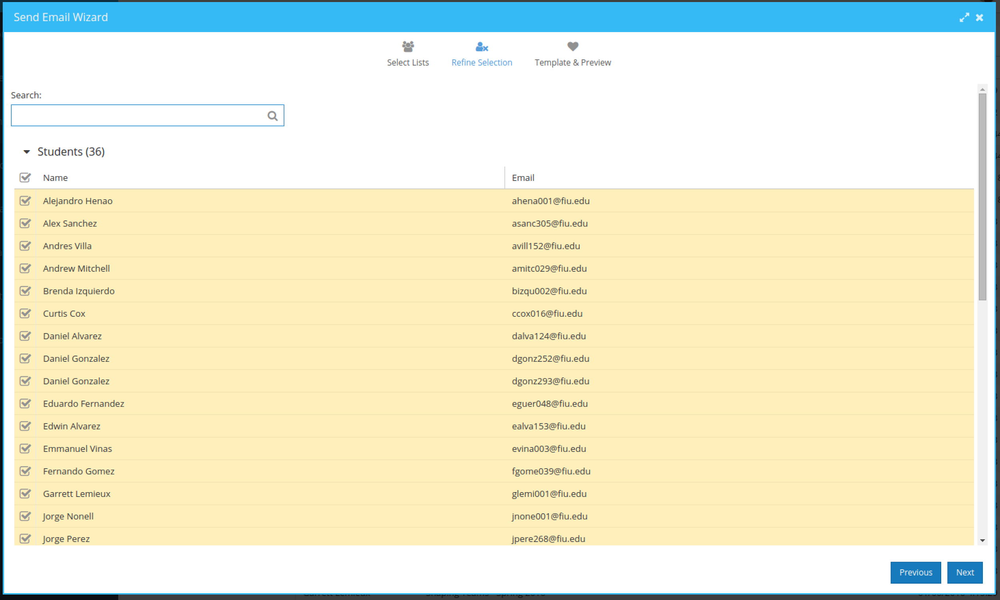 Send Email Wizard
Select Lists Refine Selection Template & Preview
Search:
Students (36)
Name Email
Alejandro Henao ahena001@fiu.edu
Alex Sanchez asanc305@fiu.edu
Andres Villa avill152@fiu.edu
Andrew Mitchell amitc029@fiu.edu
Brenda Izquierdo bizqu002@fiu.edu
Curtis Cox ccox016@fiu.edu
Daniel Alvarez dalva124@fiu.edu
Daniel Gonzalez dgonz252@fiu.edu
Daniel Gonzalez dgonz293@fiu.edu
Eduardo Fernandez eguer048@fiu.edu
Edwin Alvarez ealva153@fiu.edu
Emmanuel Vinas evina003@fiu.edu
Fernando Gomez fgome039@fiu.edu
Garrett Lemieux glemi001@fiu.edu
Jorge Nonell jnone001@fiu.edu
Jorge Perez jpere268@fiu.edu
Previous Next